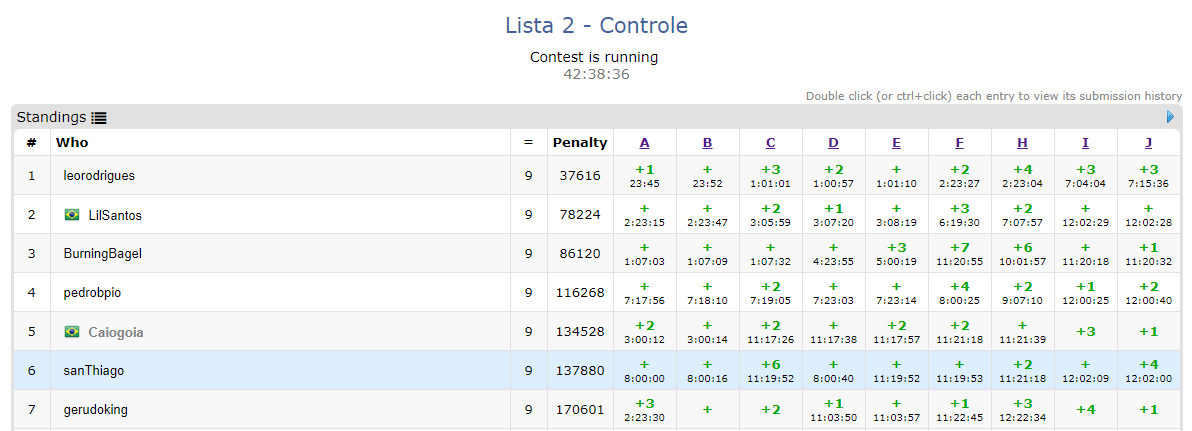 Lista 2 - Controle
Contest is running
42:38:36
Double click (or ctrl+click) each entry to view its submission history
Standings
# Who = Penalty A B C D E F H I J
1 leorodrigues 9 37616 +1 + +3 +2 + +2 +4 +3 +3
23:45 23:52 1:01:01 1:00:57 1:01:10 2:23:27 2:23:04 7:04:04 7:15:36
2 LilSantos 9 78224 + + +2 +1 + +3 +2 + +
2:23:15 2:23:47 3:05:59 3:07:20 3:08:19 6:19:30 7:07:57 12:02:29 12:02:28
3 BurningBagel 9 86120 + + + + +3 +7 +6 + +1
1:07:03 1:07:09 1:07:32 4:23:55 5:00:19 11:20:55 10:01:57 11:20:18 11:20:32
4 pedrobpio 9 116268 + + +2 + + +4 +2 +1 +2
7:17:56 7:18:10 7:19:05 7:23:03 7:23:14 8:00:25 9:07:10 12:00:25 12:00:40
5 Caiogoia 9 134528 +2 + +2 + +2 +2 + +3 +1
3:00:12 3:00:14 11:17:26 11:17:38 11:17:57 11:21:18 11:21:39
6 sanThiago 9 137880 + + +6 + + + +2 + +4
8:00:00 8:00:16 11:19:52 8:00:40 11:19:52 11:19:53 11:21:18 12:02:09 12:02:00
7 gerudoking 9 170601 +3 + +2 +1 + +1 +3 +4 +1
2:23:30 11:03:50 11:03:57 11:22:45 12:22:34